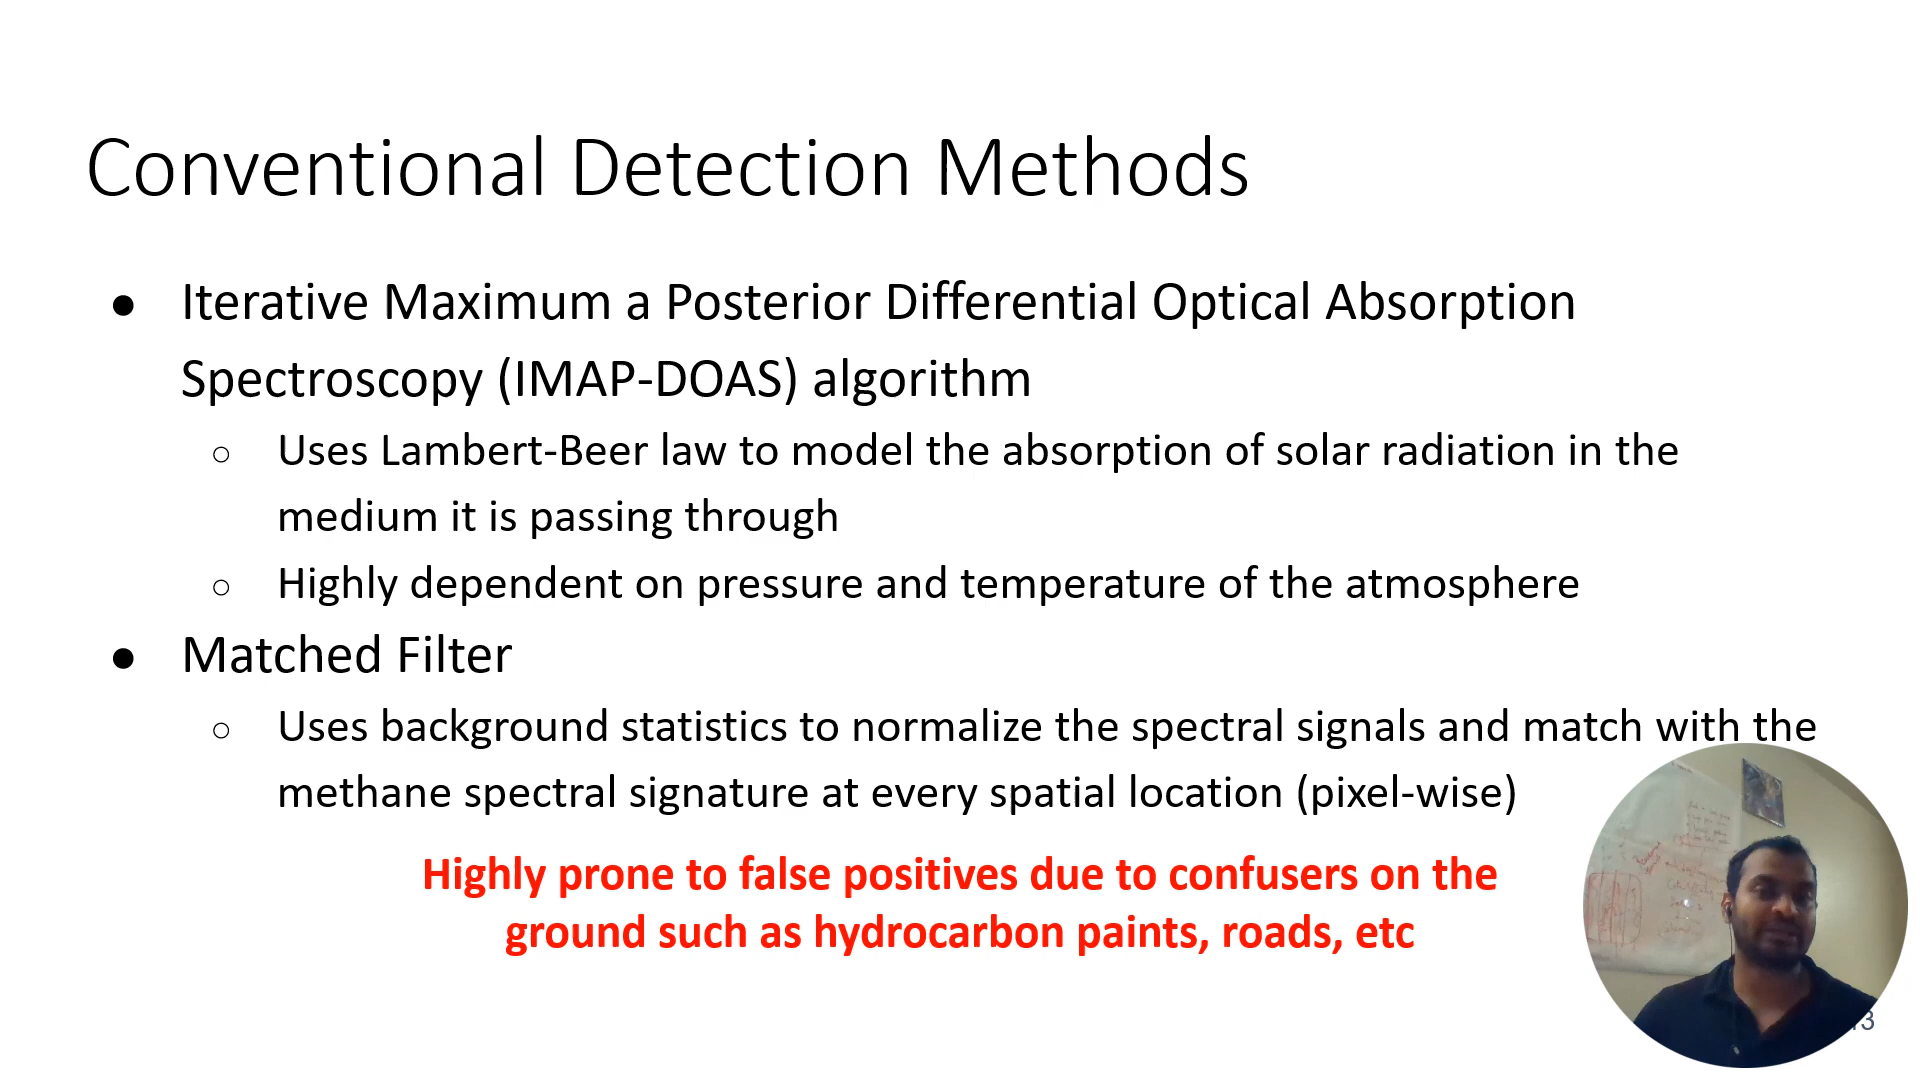 Conventional Detection Methods
● Iterative Maximum a Posterior Differential Optical Absorption
Spectroscopy (IMAP-DOAS) algorithm
○ Uses Lambert-Beer law to model the absorption of solar radiation in the
medium it is passing through
○ Highly dependent on pressure and temperature of the atmosphere
● Matched Filter
○ Uses background statistics to normalize the spectral signals and match with the
methane spectral signature at every spatial location (pixel-wise)
Highly prone to false positives due to confusers on the
ground such as hydrocarbon paints, roads, etc